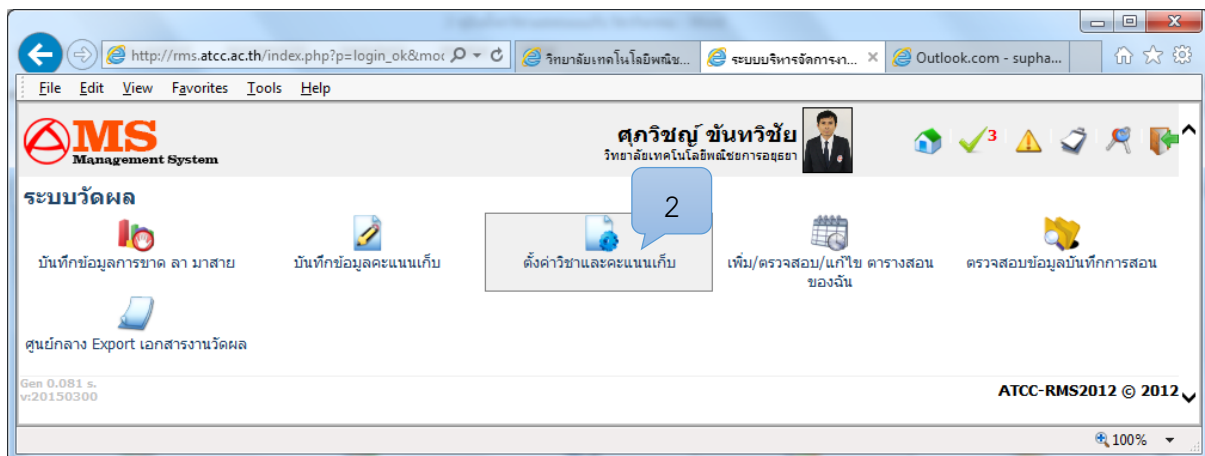 http://rms.atcc.ac.th/index.php?p=login_ok&moc
วิทยาลัยเทคโนโลยีพณิช...
ระบบบริหารจัดการงา...
Outlook.com - supha...
File Edit View Favorites Tools Help
MS
Management System
ศุภวิชญ์ ขันทวิชัย
วิทยาลัยเทคโนโลยีพณิชยการอยุธยา
3
ระบบวัดผล
2
บันทึกข้อมูลการขาด ลา มาสาย
บันทึกข้อมูลคะแนนเก็บ
ตั้งค่าวิชาและคะแนนเก็บ
เพิ่ม/ตรวจสอบ/แก้ไข ตารางสอน
ของฉัน
ตรวจสอบข้อมูลบันทึกการสอน
ศูนย์กลาง Export เอกสารงานวัดผล
Gen 0.081 s.
v:20150300
ATCC-RMS2012 © 2012
100%